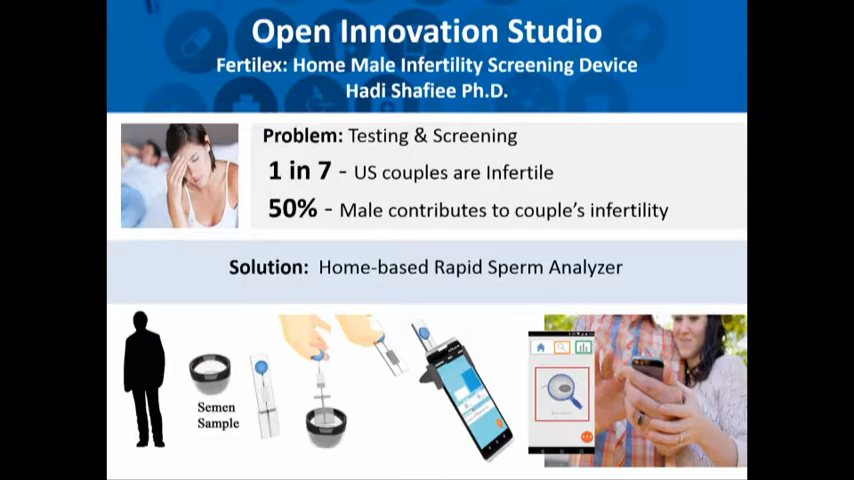 Open Innovation Studio
Fertilex: Home Male Infertility Screening Device
Hadi Shafiee Ph.D.
Problem: Testing & Screening
1 in 7 - US couples are Infertile
50% - Male contributes to couple's infertility
Solution: Home-based Rapid Sperm Analyzer
Semen
Sample